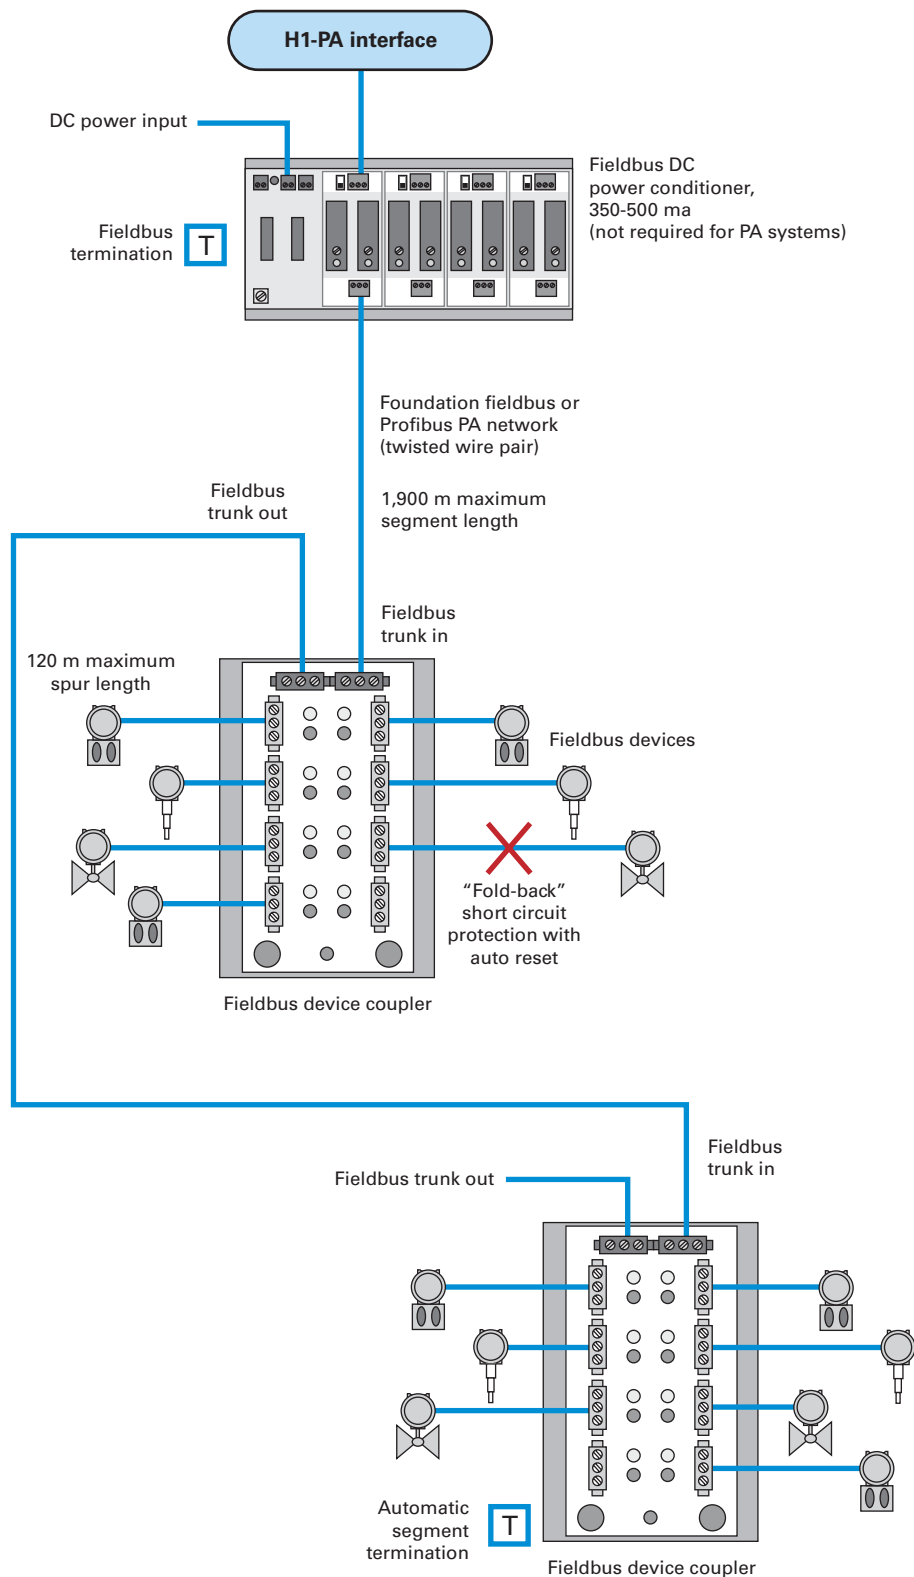 H1-PA interface
DC power input
Fieldbus DC
power conditioner,
350-500 ma
(not required for PA systems)
Fieldbus
termination
T
Foundation fieldbus or
Profibus PA network
(twisted wire pair)
1,900 m maximum
segment length
Fieldbus
trunk out
Fieldbus
trunk in
120 m maximum
spur length
Fieldbus devices
“Fold-back”
short circuit
protection with
auto reset
Fieldbus device coupler
Fieldbus
trunk in
Fieldbus trunk out
Automatic
segment
termination
T
Fieldbus device coupler